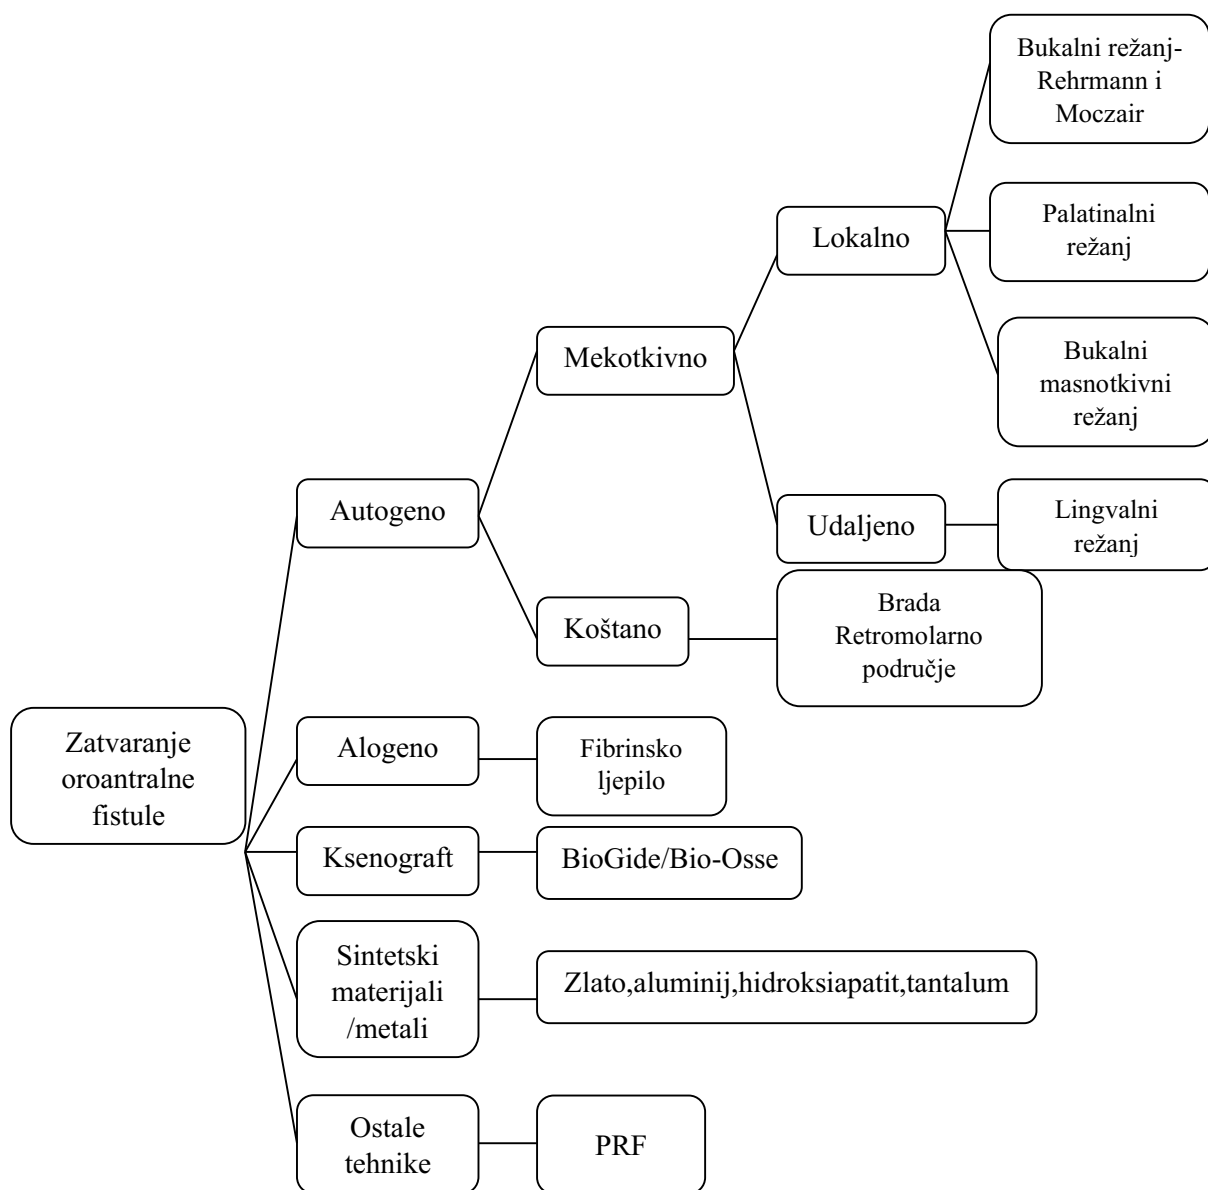 Bukalni režanj-
Rehrmann i
Moczair
Palatinalni
režanj
Lokalno
Bukalni
masnotkivni
režanj
Mekotkivno
Autogeno
Udaljeno
Lingvalni
režanj
Koštano
Brada
Retromolarno
područje
Zatvaranje
oroantralne
fistule
Alogeno
Fibrinsko
ljepilo
Ksenograft
BioGide/Bio-Osse
Sintetski
materijali
/metali
Zlato,aluminij,hidroksiapatit,tantalum
Ostale
tehnike
PRF